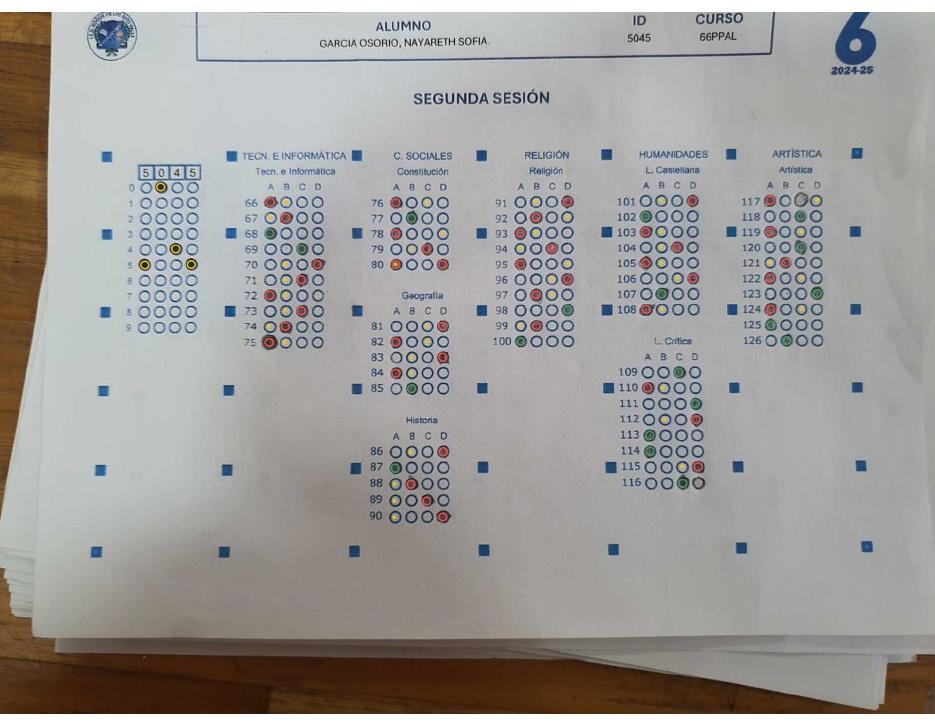 ALUMNO
ID
CURSO
GARCIA OSORIO, NAYARETH SOFIA.
5045
66PPAL
6
2024-25
SEGUNDA SESIÓN
TECN. E INFORMÁTICA
C. SOCIALES
RELIGIÓN
HUMANIDADES
ARTÍSTICA
5 0 4 5
0
1
2
3
4
5
6
7
8
9
Tecn. e Informática
A B C D
66
67
68
69
70
71
72
73
74
75
Constitución
A B C D
76
77
78
79
80
Geografía
A B C D
81
82
83
84
85
Historia
A B C D
86
87
88
89
90
Religión
A B C D
91
92
93
94
95
96
97
98
99
100
L. Castellana
A B C D
101
102
103
104
105
106
107
108
L. Crítica
A B C D
109
110
111
112
113
114
115
116
Artística
A B C D
117
118
119
120
121
122
123
124
125
126